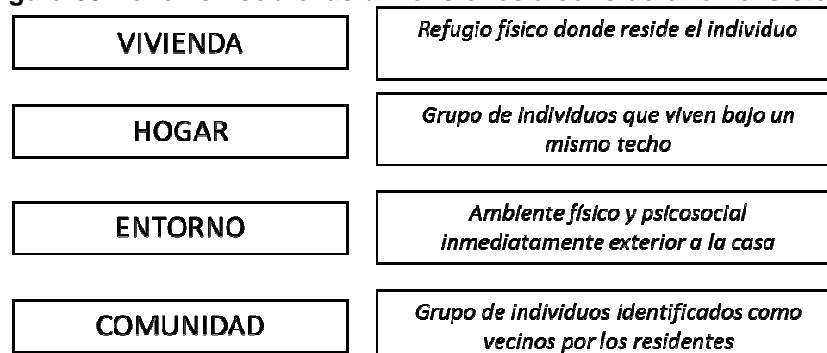 VIVIENDA
Refugio físico donde reside el individuo
HOGAR
Grupo de individuos que viven bajo un
mismo techo
ENTORNO
Ambiente físico y psicosocial
inmediatamente exterior a la casa
COMUNIDAD
Grupo de individuos identificados como
vecinos por los residentes